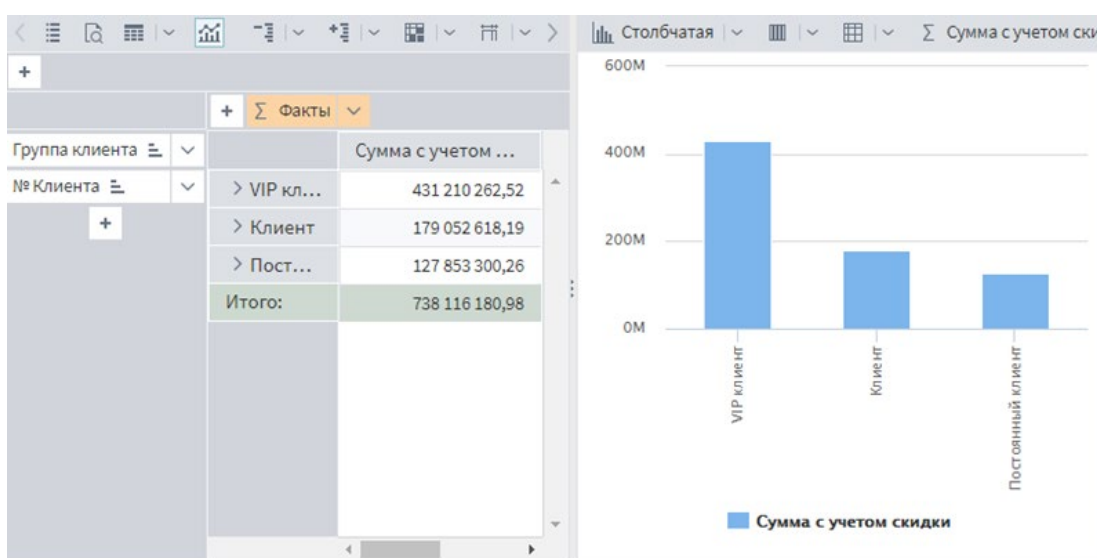 Столбчатая Σ Сумма с учетом ски
+
+ Σ Факты
Группа клиента
№ Клиента
+
Сумма с учетом ...
VIP кл... 431 210 262,52
Клиент 179 052 618,19
Пост... 127 853 300,26
Итого: 738 116 180,98
600M
400M
200M
0M
VIP клиент
Клиент
Постоянный клиент
Сумма с учетом скидки